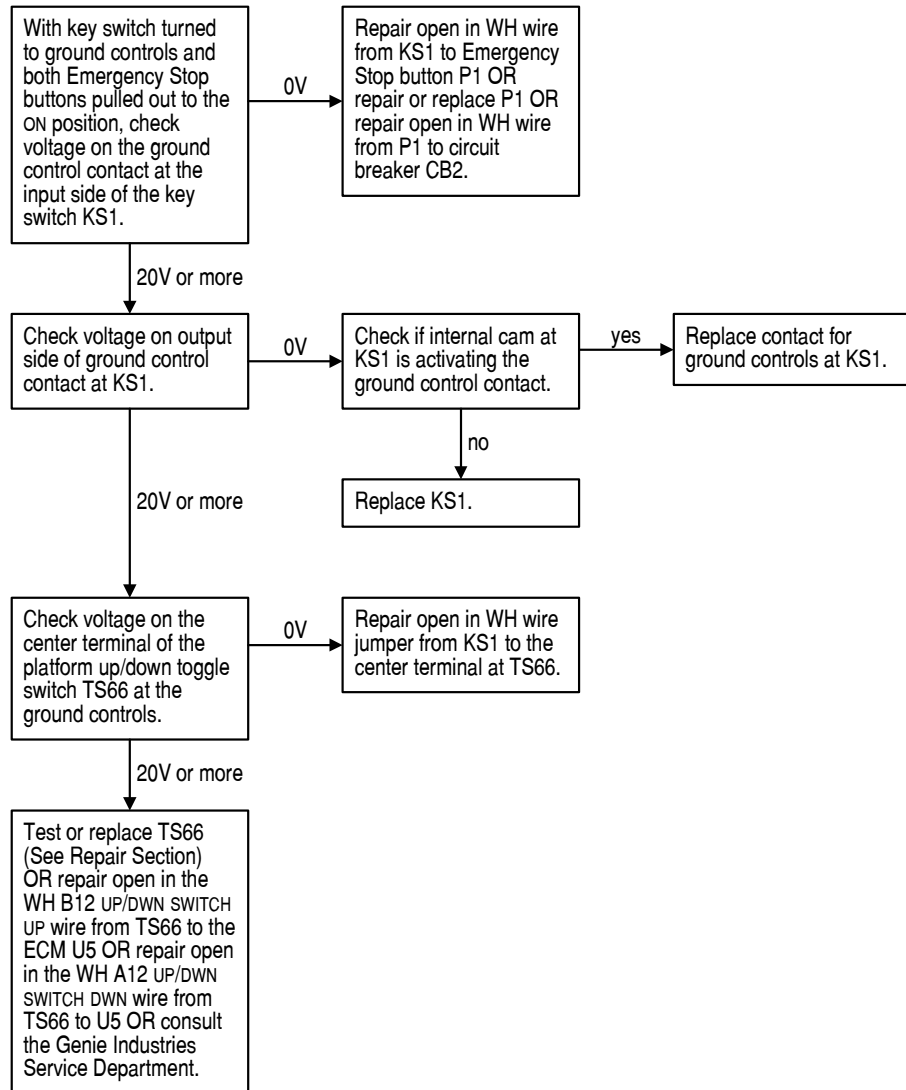 With key switch turned
to ground controls and
both Emergency Stop
buttons pulled out to the
ON position, check
voltage on the ground
control contact at the
input side of the key
switch KS1.
0V
Repair open in WH wire
from KS1 to Emergency
Stop button P1 OR
repair or replace P1 OR
repair open in WH wire
from P1 to circuit
breaker CB2.
20V or more
Check voltage on output
side of ground control
contact at KS1.
0V
Check if internal cam at
KS1 is activating the
ground control contact.
yes
Replace contact for
ground controls at KS1.
no
Replace KS1.
20V or more
Check voltage on the
center terminal of the
platform up/down toggle
switch TS66 at the
ground controls.
0V
Repair open in WH wire
jumper from KS1 to the
center terminal at TS66.
20V or more
Test or replace TS66
(See Repair Section)
OR repair open in the
WH B12 UP/DWN SWITCH
UP wire from TS66 to the
ECM U5 OR repair open
in the WH A12 UP/DWN
SWITCH DWN wire from
TS66 to U5 OR consult
the Genie Industries
Service Department.